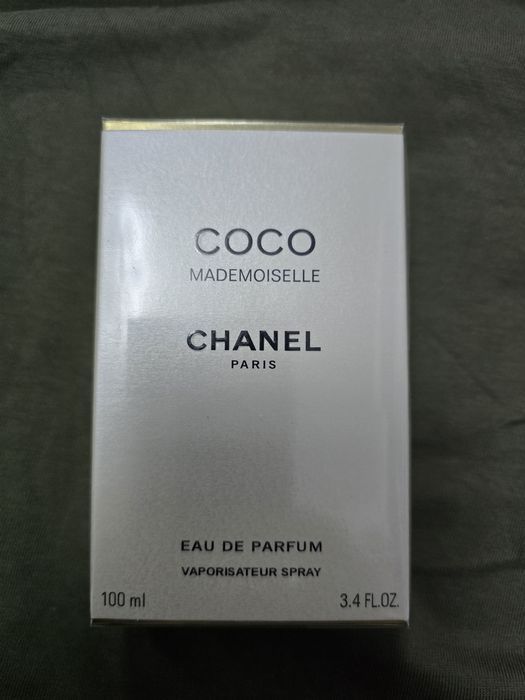 COCO
MADEMOISELLE
CHANEL
PARIS
EAU DE PARFUM
VAPORISATEUR SPRAY
100 ml 3.4 FL.OZ.